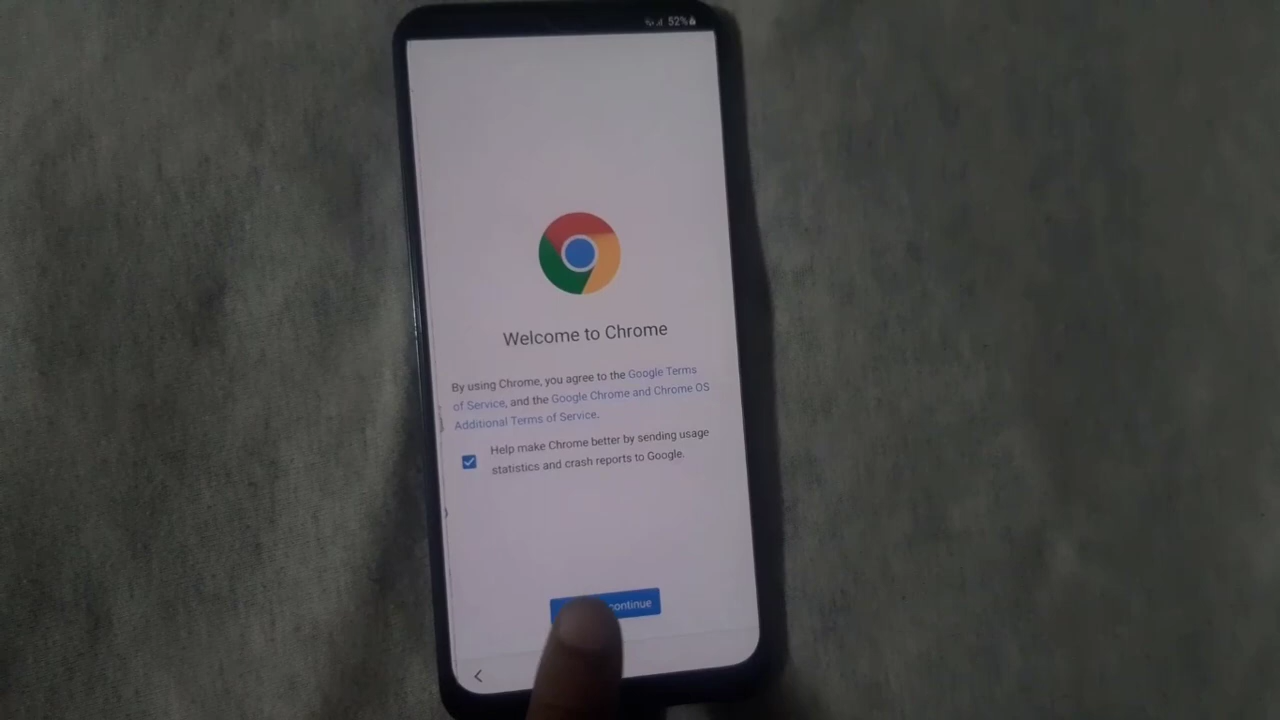 52%
Welcome to Chrome
By using Chrome, you agree to the Google Terms
of Service, and the Google Chrome and Chrome OS
Additional Terms of Service.
Help make Chrome better by sending usage
statistics and crash reports to Google.
continue